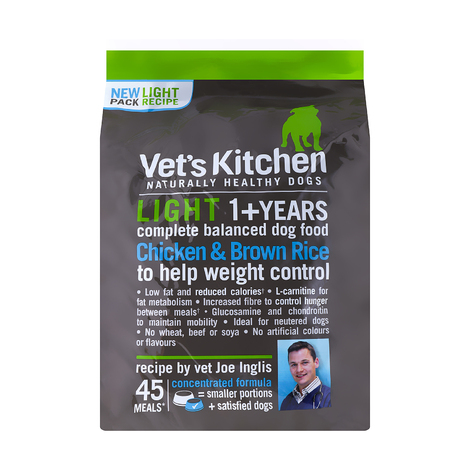 NEW LIGHT
PACK RECIPE
Vet's Kitchen
NATURALLY HEALTHY DOGS
LIGHT 1+YEARS
complete balanced dog food
Chicken & Brown Rice
to help weight control
• Low fat and reduced calories† • L-carnitine for
fat metabolism • Increased fibre to control hunger
between meals† • Glucosamine and chondroitin
to maintain mobility • Ideal for neutered dogs
• No wheat, beef or soya • No artificial colours
or flavours
recipe by vet Joe Inglis
45
MEALS*
concentrated formula
= smaller portions
+ satisfied dogs